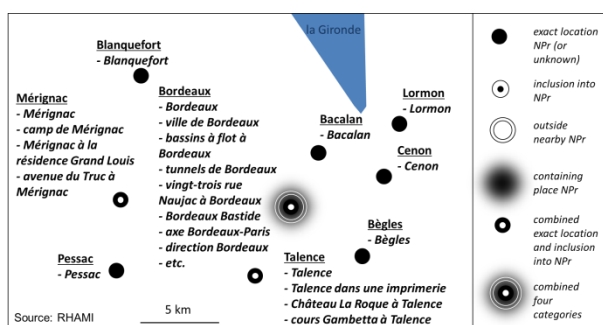 la Gironde
Blanquefort
- Blanquefort
Mérignac
- Mérignac
- camp de Mérignac
- Mérignac à la
résidence Grand Louis
- avenue du Truc à
Mérignac
Bordeaux
- Bordeaux
- ville de Bordeaux
- bassins à flot à
Bordeaux
- tunnels de Bordeaux
- vingt-trois rue
Naujac à Bordeaux
- Bordeaux Bastide
- axe Bordeaux-Paris
- direction Bordeaux
- etc.
Bacalan
- Bacalan
Lormon
- Lormon
Cenon
- Cenon
Bègles
- Bègles
Pessac
- Pessac
Talence
- Talence
- Talence dans une imprimerie
- Château La Roque à Talence
- cours Gambetta à Talence
Source: RHAMI
5 km
exact location
NPr (or
unknown)
inclusion into
NPr
outside
nearby NPr
containing
place NPr
combined
exact location
and inclusion
into NPr
combined
four
categories